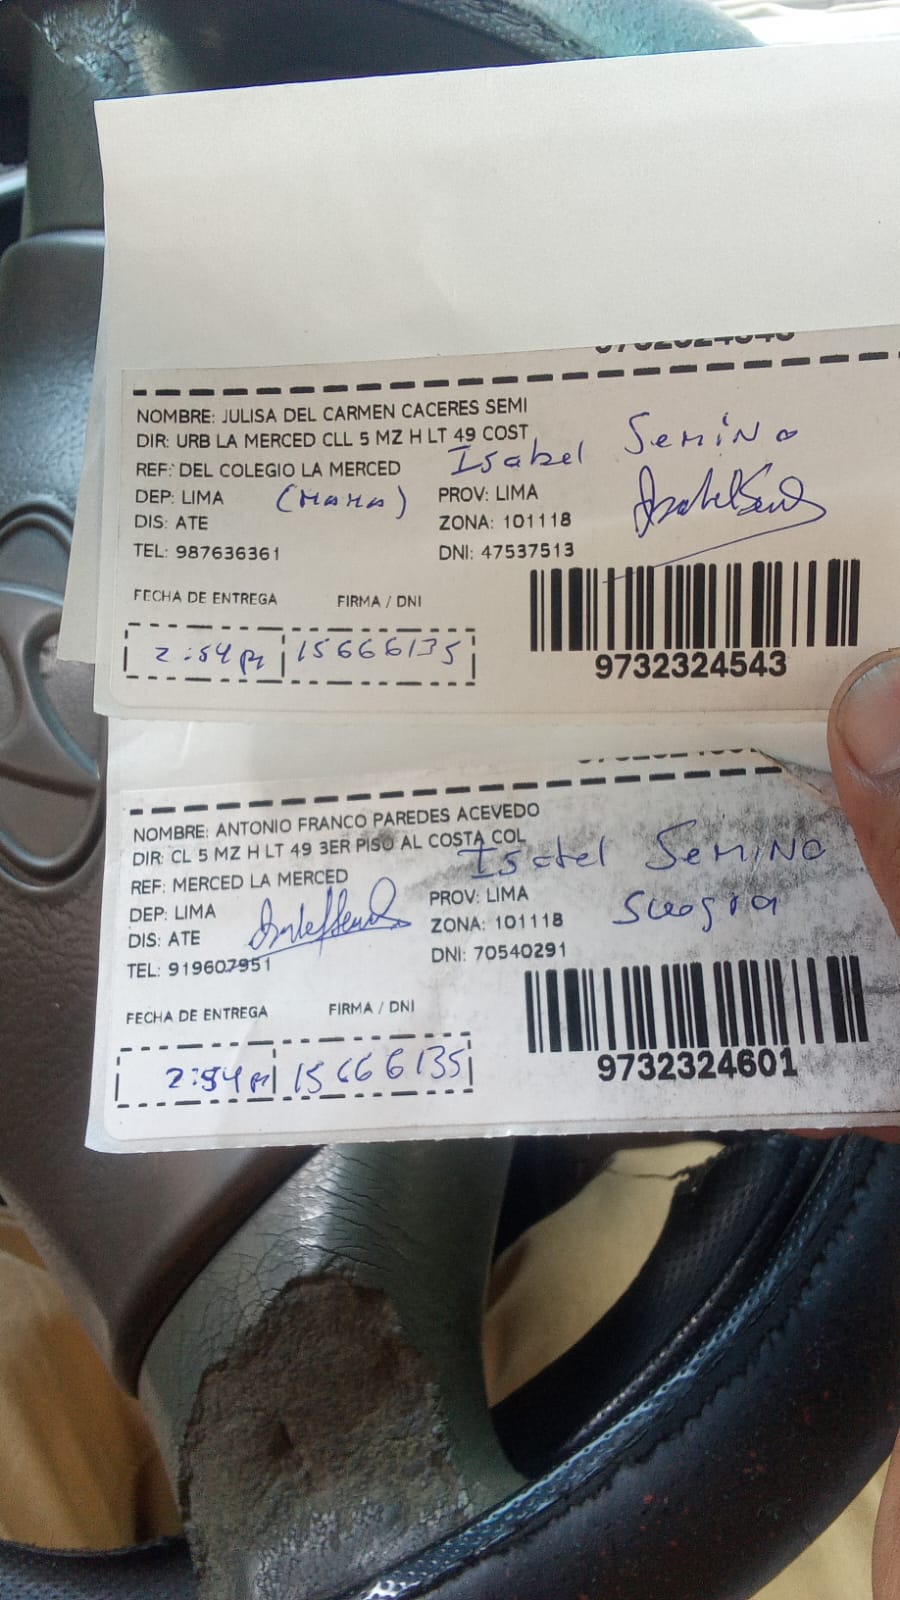 NOMBRE: JULISA DEL CARMEN CACERES SEMI
DIR: URB LA MERCED CLL 5 MZ H LT 49 COST
Isabel Semino
REF: DEL COLEGIO LA MERCED
DEP: LIMA (MAMA) PROV: LIMA
DIS: ATE ZONA: 101118
TEL: 987636361 DNI: 47537513
FECHA DE ENTREGA FIRMA / DNI
2:54 pm 15666135
9732324543
NOMBRE: ANTONIO FRANCO PAREDES ACEVEDO
DIR: CL 5 MZ H LT 49 3ER PISO AL COSTA COL
Isabel Semino
REF: MERCED LA MERCED
DEP: LIMA PROV: LIMA Suegra
DIS: ATE ZONA: 101118
TEL: 919607951 DNI: 70540291
FECHA DE ENTREGA FIRMA / DNI
2:54 pm 15666135
9732324601